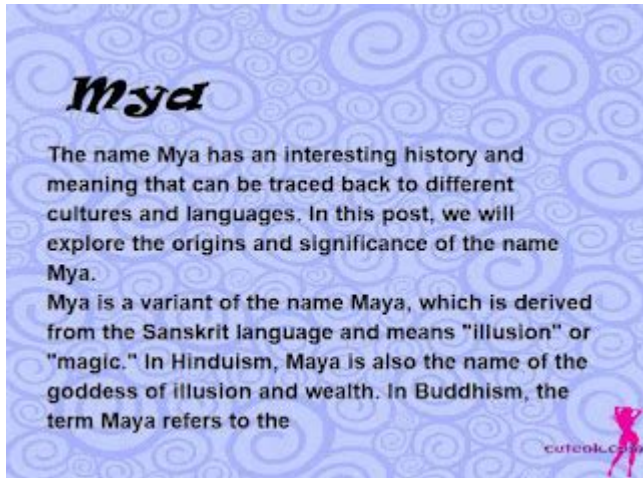 Mya
The name Mya has an interesting history and
meaning that can be traced back to different
cultures and languages. In this post, we will
explore the origins and significance of the name
Mya.
Mya is a variant of the name Maya, which is derived
from the Sanskrit language and means "illusion" or
"magic." In Hinduism, Maya is also the name of the
goddess of illusion and wealth. In Buddhism, the
term Maya refers to the